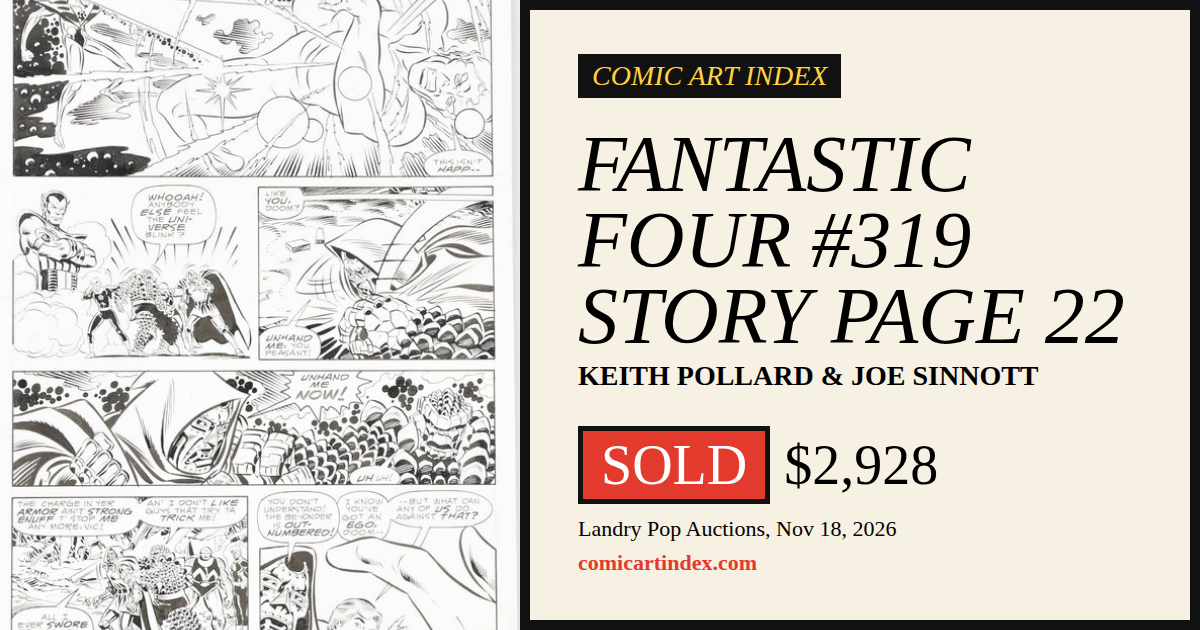 THIS ISN'T
HAPP--
WHOOAH!
ANYBODY
ELSE FEEL
THE UNI-
VERSE
BLINK?
LIKE
YOU,
DOOM?
UNHAND
ME, YOU
PEASANT!
UNHAND
ME
NOW!
UH UH!
THE CHARGE IN YER
ARMOR AIN'T STRONG
ENUFF T'STOP ME
ANY MORE, VIC!
AN' I DON'T LIKE
GUYS THAT TRY TA
TRICK ME!
ALL I
EVER SWORE
YOU DON'T
UNDERSTAND!
THE BEYONDER
IS OUT-
NUMBERED!
I KNOW
YOU'VE
GOT AN
EGO,
DOOM--
--BUT WHAT CAN
ANY OF US DO
AGAINST THAT?
COMIC ART INDEX
FANTASTIC
FOUR #319
STORY PAGE 22
KEITH POLLARD & JOE SINNOTT
SOLD $2,928
Landry Pop Auctions, Nov 18, 2026
comicartindex.com